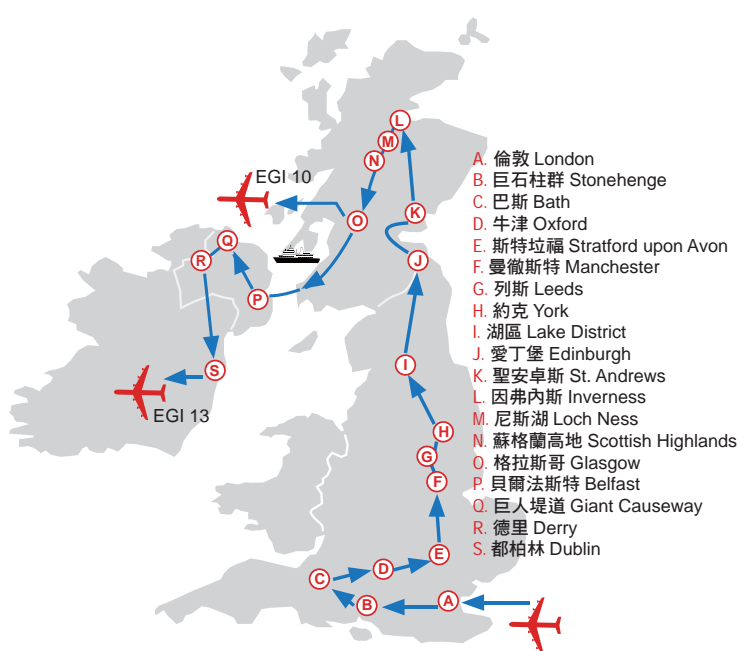 L
M
N
EGI 10
K
O
Q
R
J
P
S
I
EGI 13
H
G
F
E
D
C
B
A
A. 倫敦 London
B. 巨石柱群 Stonehenge
C. 巴斯 Bath
D. 牛津 Oxford
E. 斯特垃福 Stratford upon Avon
F. 曼徹斯特 Manchester
G. 列斯 Leeds
H. 約克 York
I. 湖區 Lake District
J. 愛丁堡 Edinburgh
K. 聖安卓斯 St. Andrews
L. 因弗內斯 Inverness
M. 尼斯湖 Loch Ness
N. 蘇格蘭高地 Scottish Highlands
O. 格拉斯哥 Glasgow
P. 貝爾法斯特 Belfast
Q. 巨人堤道 Giant Causeway
R. 德里 Derry
S. 都柏林 Dublin